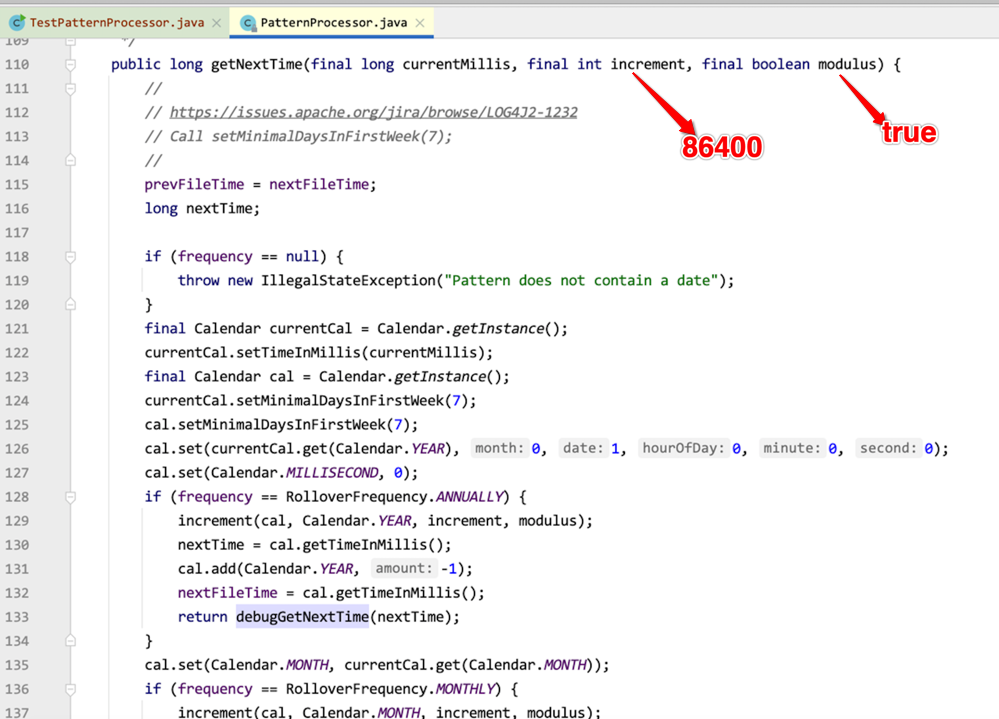 TestPatternProcessor.java
PatternProcessor.java
109 */
110 public long getNextTime(final long currentMillis, final int increment, final boolean modulus) {
111 //
112 // https://issues.apache.org/jira/browse/LOG4J2-1232
113 // Call setMinimalDaysInFirstWeek(7);
114 //
115 prevFileTime = nextFileTime;
116 long nextTime;
117
118 if (frequency == null) {
119 throw new IllegalStateException("Pattern does not contain a date");
120 }
121 final Calendar currentCal = Calendar.getInstance();
122 currentCal.setTimeInMillis(currentMillis);
123 final Calendar cal = Calendar.getInstance();
124 currentCal.setMinimalDaysInFirstWeek(7);
125 cal.setMinimalDaysInFirstWeek(7);
126 cal.set(currentCal.get(Calendar.YEAR), month: 0, date: 1, hourOfDay: 0, minute: 0, second: 0);
127 cal.set(Calendar.MILLISECOND, 0);
128 if (frequency == RolloverFrequency.ANNUALLY) {
129 increment(cal, Calendar.YEAR, increment, modulus);
130 nextTime = cal.getTimeInMillis();
131 cal.add(Calendar.YEAR, amount: -1);
132 nextFileTime = cal.getTimeInMillis();
133 return debugGetNextTime(nextTime);
134 }
135 cal.set(Calendar.MONTH, currentCal.get(Calendar.MONTH));
136 if (frequency == RolloverFrequency.MONTHLY) {
137 increment(cal, Calendar.MONTH, increment, modulus);
86400
true